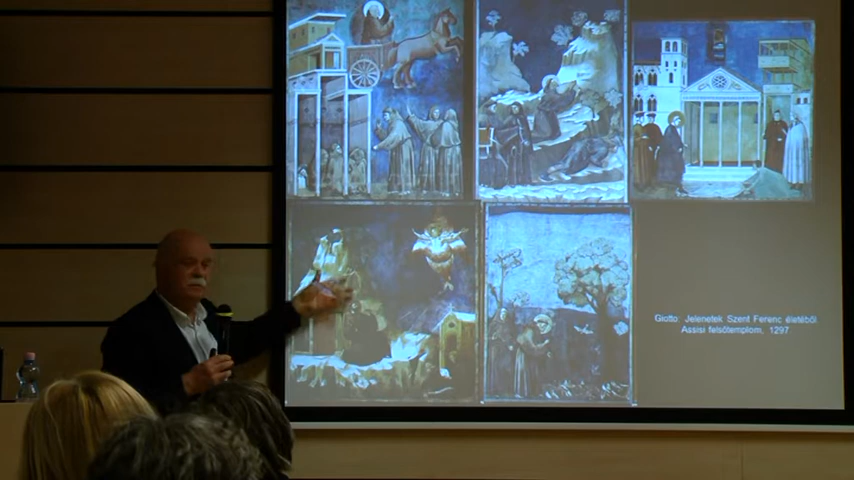 Giotto: Jelenetek Szent Ferenc életéből
Assisi felsőtemplom, 1297